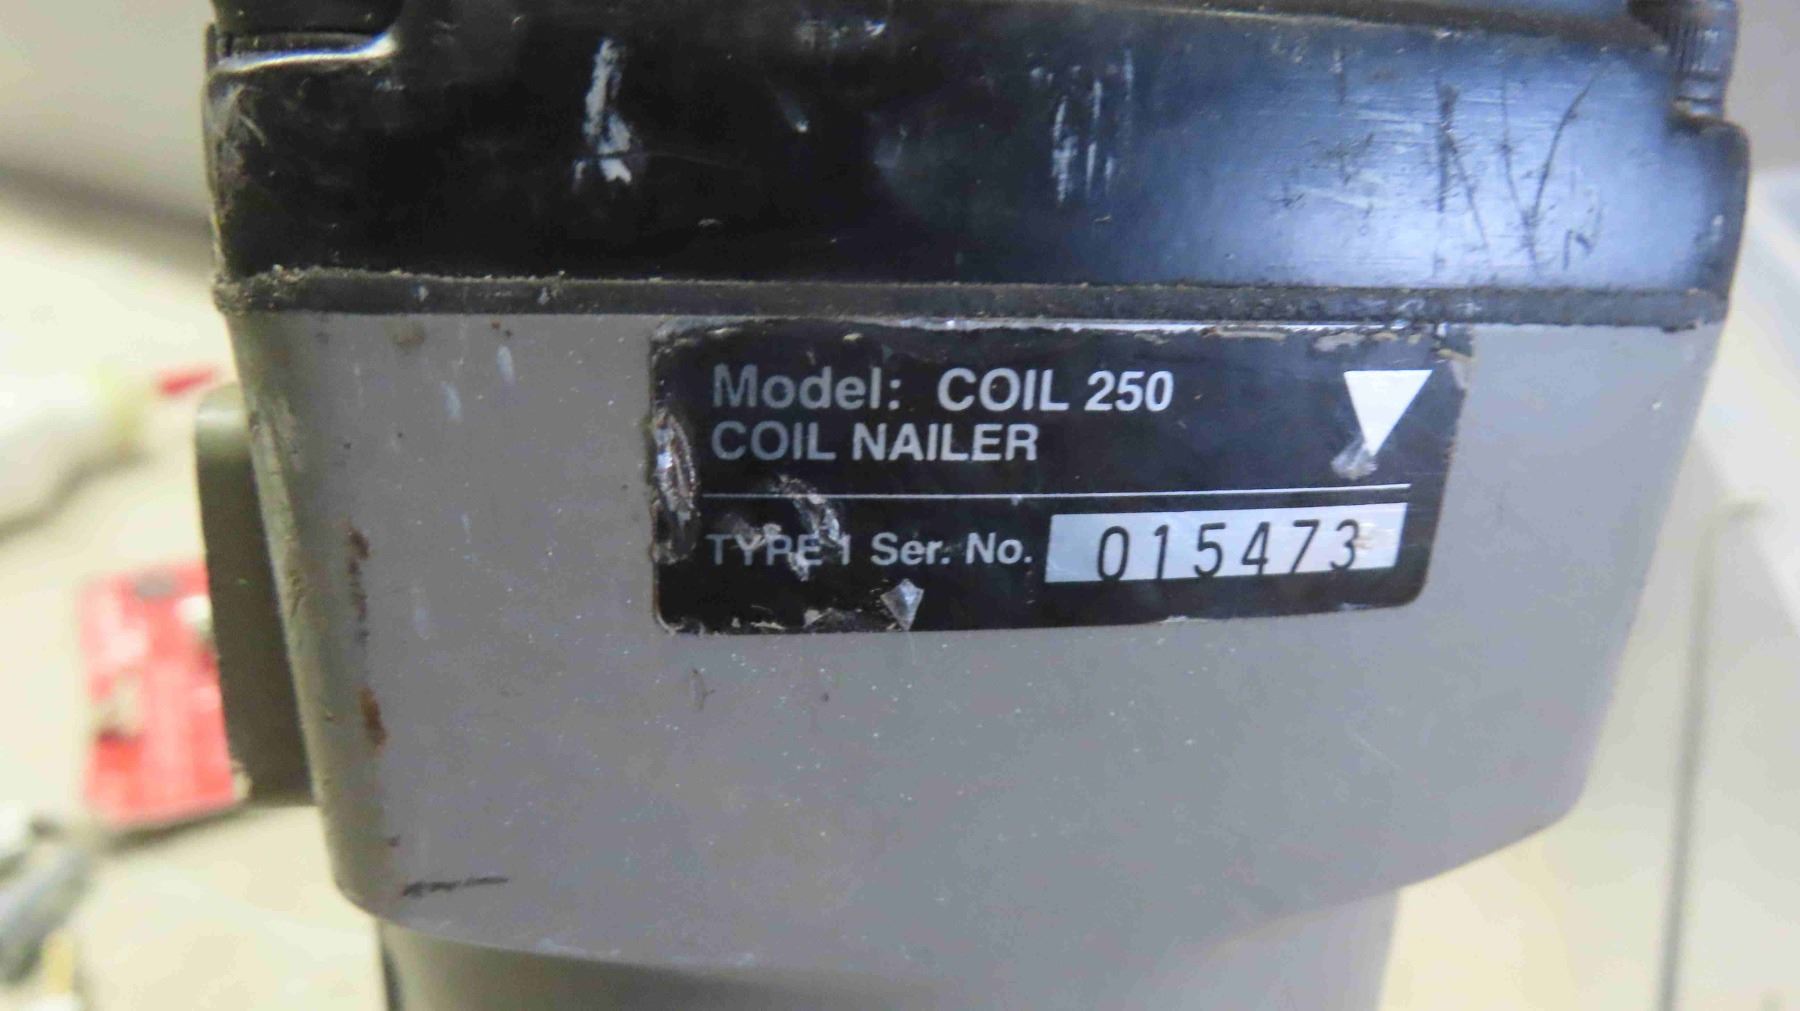 Model: COIL 250
COIL NAILER
TYPE 1 Ser. No. 015473